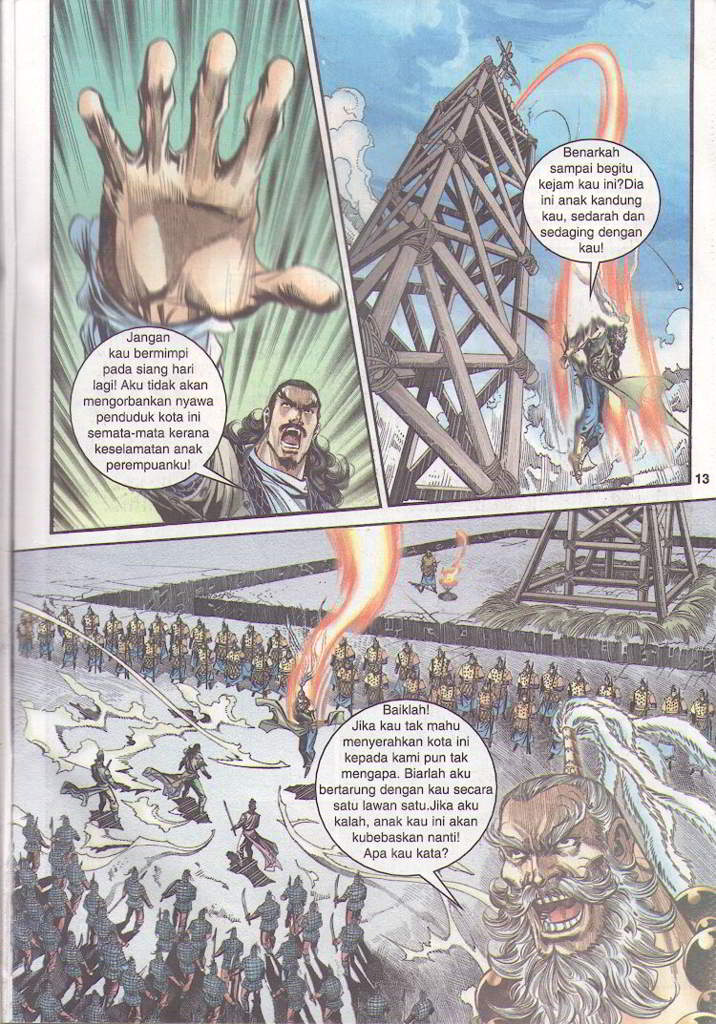 Jangan
kau bermimpi
pada siang hari
lagi! Aku tidak akan
mengorbankan nyawa
penduduk kota ini
semata-mata kerana
keselamatan anak
perempuanku!
Benarkah
sampai begitu
kejam kau ini?Dia
ini anak kandung
kau, sedarah dan
sedaging dengan
kau!
13
Baiklah!
Jika kau tak mahu
menyerahkan kota ini
kepada kami pun tak
mengapa. Biarlah aku
bertarung dengan kau secara
satu lawan satu.Jika aku
kalah, anak kau ini akan
kubebaskan nanti!
Apa kau kata?